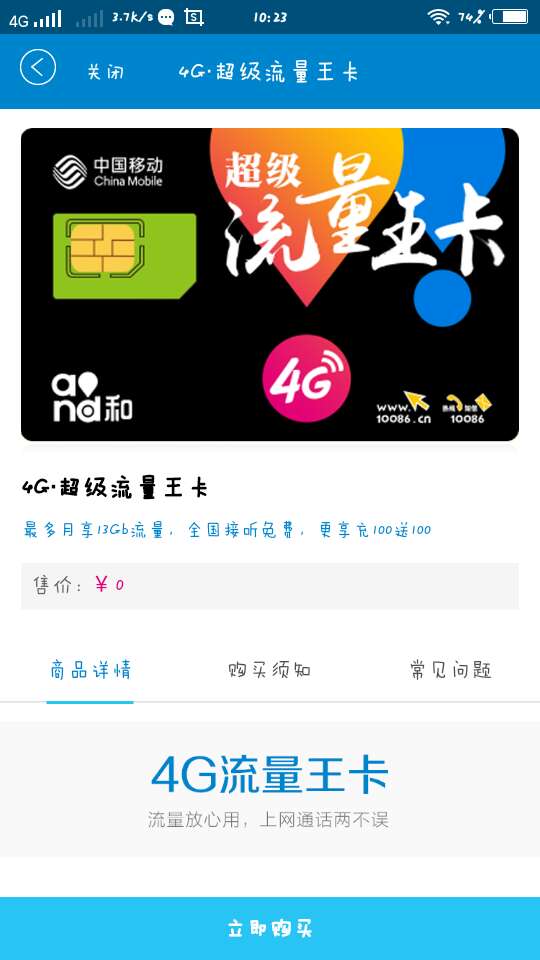 4G 3.7k/s 10:23 74%
关闭 4G·超级流量王卡
中国移动
China Mobile
超级
流量王卡
4G
and和
www.
10086.cn
热线 短信
10086
4G·超级流量王卡
最多月享13Gb流量，全国接听免费，更享充100送100
售价：¥ 0
商品详情 购买须知 常见问题
4G流量王卡
流量放心用，上网通话两不误
立即购买